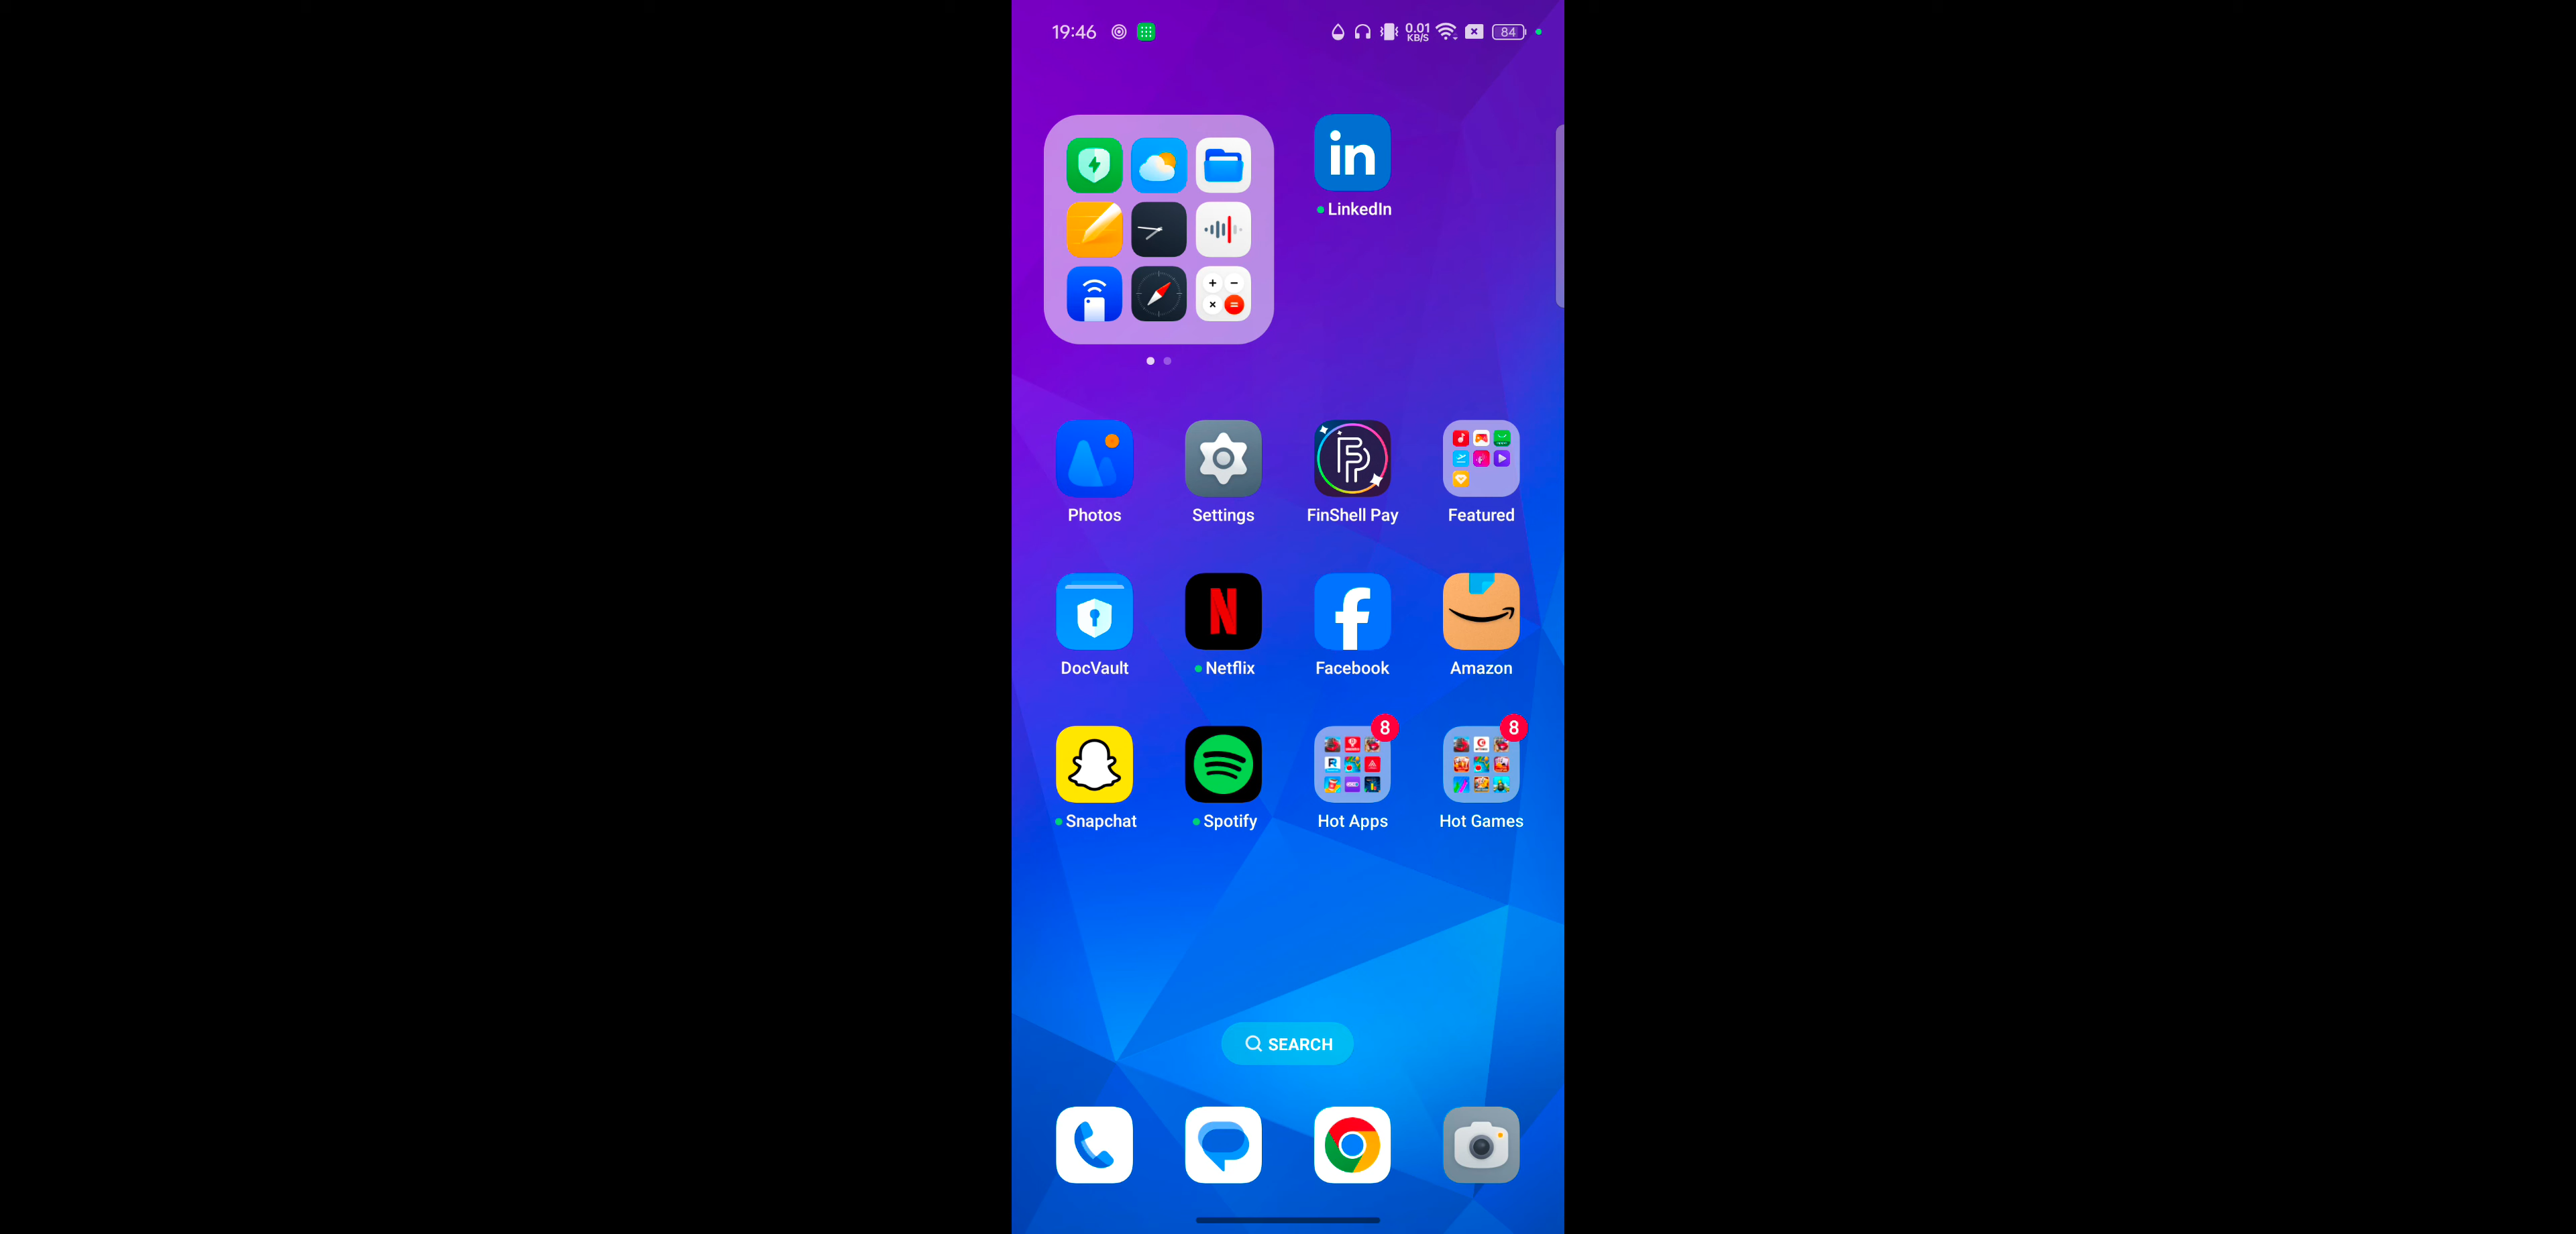 19:46
0.01
KB/S
84
in
LinkedIn
Photos
Settings
FinShell Pay
Featured
DocVault
Netflix
Facebook
Amazon
8
8
Snapchat
Spotify
Hot Apps
Hot Games
SEARCH